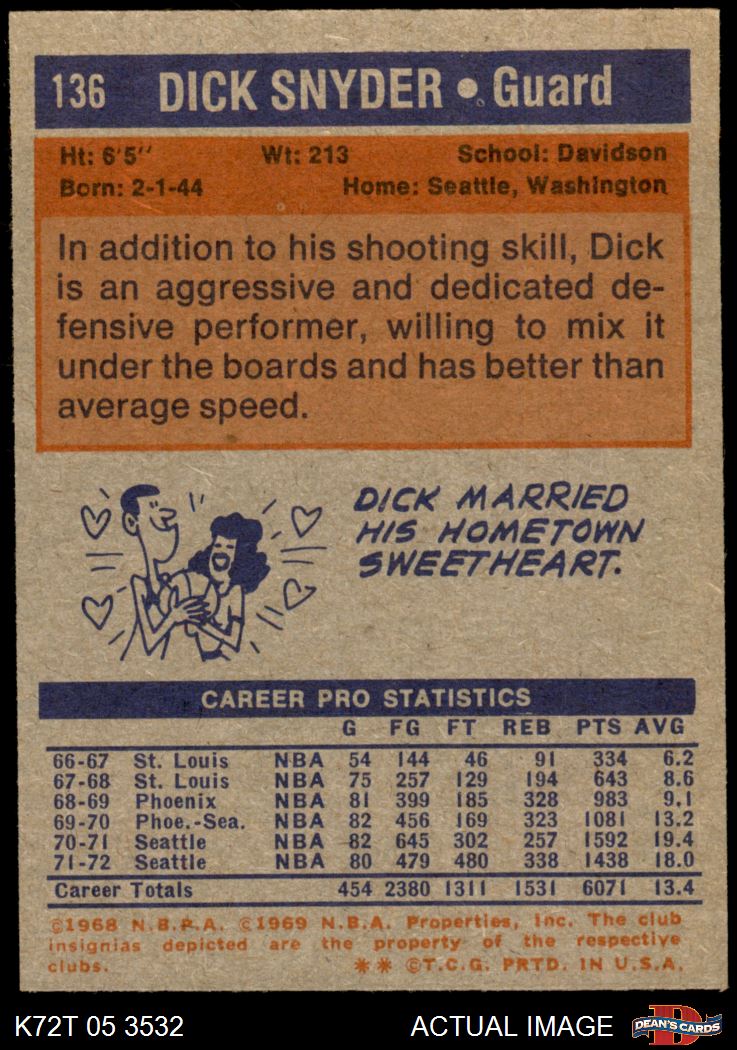 136 DICK SNYDER • Guard
Ht: 6'5'' Wt: 213 School: Davidson
Born: 2-1-44 Home: Seattle, Washington
In addition to his shooting skill, Dick
is an aggressive and dedicated de-
fensive performer, willing to mix it
under the boards and has better than
average speed.
DICK MARRIED
HIS HOMETOWN
SWEETHEART.
CAREER PRO STATISTICS
G FG FT REB PTS AVG
66-67 St. Louis NBA 54 144 46 91 334 6.2
67-68 St. Louis NBA 75 257 129 194 643 8.6
68-69 Phoenix NBA 81 399 185 328 983 9.1
69-70 Phoe.-Sea. NBA 82 456 169 323 1081 13.2
70-71 Seattle NBA 82 645 302 257 1592 19.4
71-72 Seattle NBA 80 479 480 338 1438 18.0
Career Totals 454 2380 1311 1531 6071 13.4
©1968 N.B.P.A. ©1969 N.B.A. Properties, Inc. The club
insignias depicted are the property of the respective
clubs. ** ©T.C.G. PRTD. IN U.S.A.
K72T 05 3532 ACTUAL IMAGE D DEAN'S CARDS